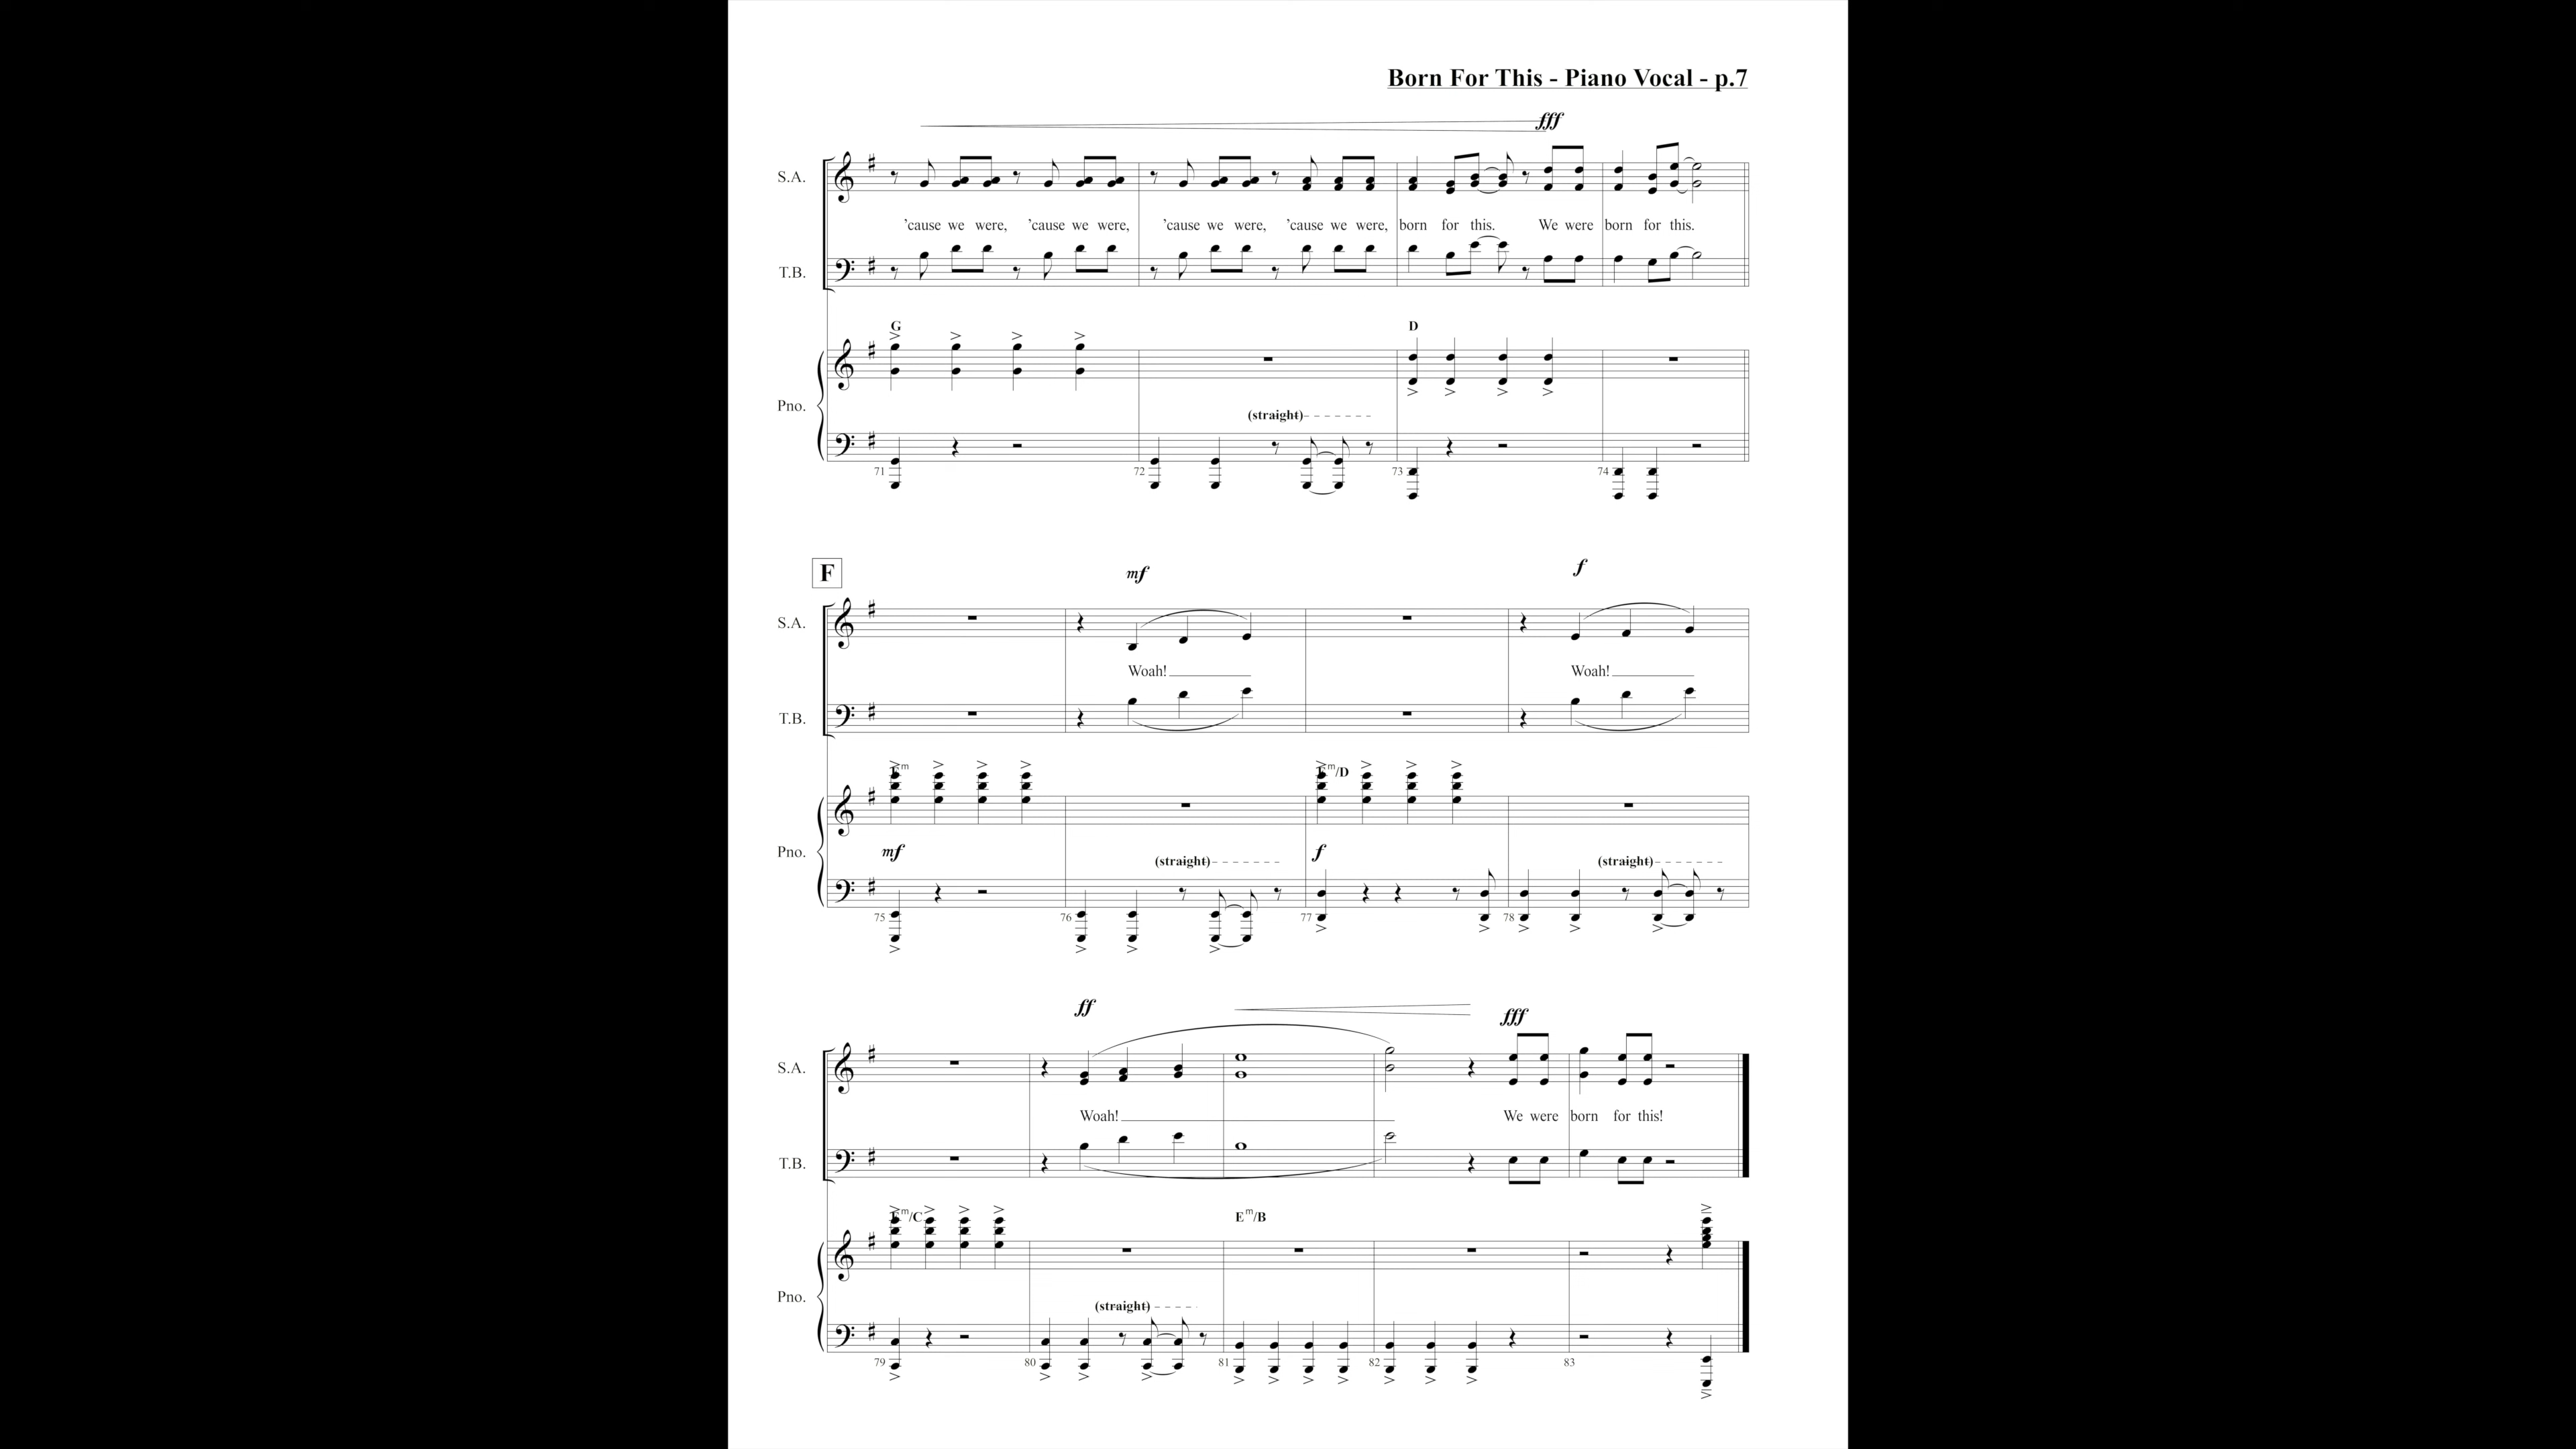 Born For This - Piano Vocal - p.7
fff
S.A.
'cause we were, 'cause we were, 'cause we were, 'cause we were, born for this. We were born for this.
T.B.
G D
Pno.
(straight)
71 72 73 74
F
mf f
S.A.
Woah! Woah!
T.B.
Em Em/D
mf f
Pno.
(straight) (straight)
75 76 77 78
ff fff
S.A.
Woah! We were born for this!
T.B.
Em/C Em/B
Pno.
(straight)
79 80 81 82 83